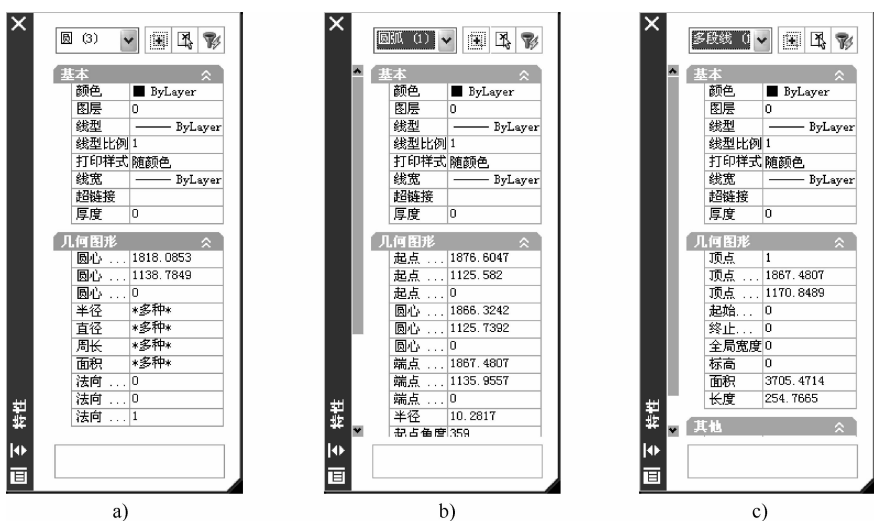 圆 (3)
基本
颜色 ByLayer
图层 0
线型 ByLayer
线型比例 1
打印样式 随颜色
线宽 ByLayer
超链接
厚度 0
几何图形
圆心 ... 1818.0853
圆心 ... 1138.7849
圆心 ... 0
半径 *多种*
直径 *多种*
周长 *多种*
面积 *多种*
法向 ... 0
法向 ... 0
法向 ... 1
特性
a)
圆弧 (1)
基本
颜色 ByLayer
图层 0
线型 ByLayer
线型比例 1
打印样式 随颜色
线宽 ByLayer
超链接
厚度 0
几何图形
起点 ... 1876.6047
起点 ... 1125.582
起点 ... 0
圆心 ... 1866.3242
圆心 ... 1125.7392
圆心 ... 0
端点 ... 1867.4807
端点 ... 1135.9557
端点 ... 0
半径 10.2817
起点角度 359
特性
b)
多段线 (1
基本
颜色 ByLayer
图层 0
线型 ByLayer
线型比例 1
打印样式 随颜色
线宽 ByLayer
超链接
厚度 0
几何图形
顶点 1
顶点 ... 1867.4807
顶点 ... 1170.8489
起始... 0
终止... 0
全局宽度 0
标高 0
面积 3705.4714
长度 254.7665
其他
特性
c)